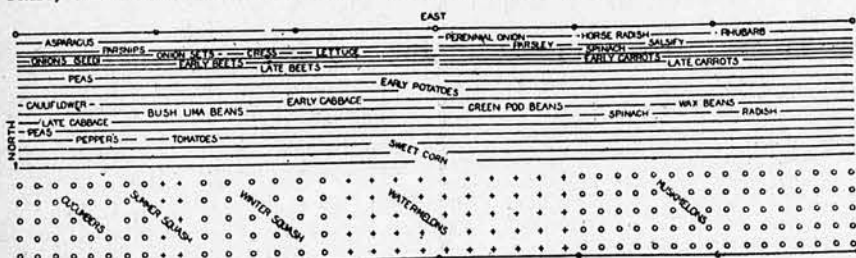 EAST
ASPARAGUS PERENNIAL ONION HORSE RADISH RHUBARB
PARSNIPS ONION SETS CRESS LETTUCE PARSLEY SPINACH SALSIFY
ONIONS (SEED) EARLY BEETS LATE BEETS EARLY CARROTS LATE CARROTS
PEAS EARLY POTATOES
CAULIFLOWER BUSH LIMA BEANS EARLY CABBAGE GREEN POD BEANS WAX BEANS
LATE CABBAGE SPINACH RADISH
PEAS
PEPPER'S TOMATOES
NORTH
SWEET CORN
CUCUMBERS SUMMER SQUASH WINTER SQUASH WATERMELONS MUSKMELONS